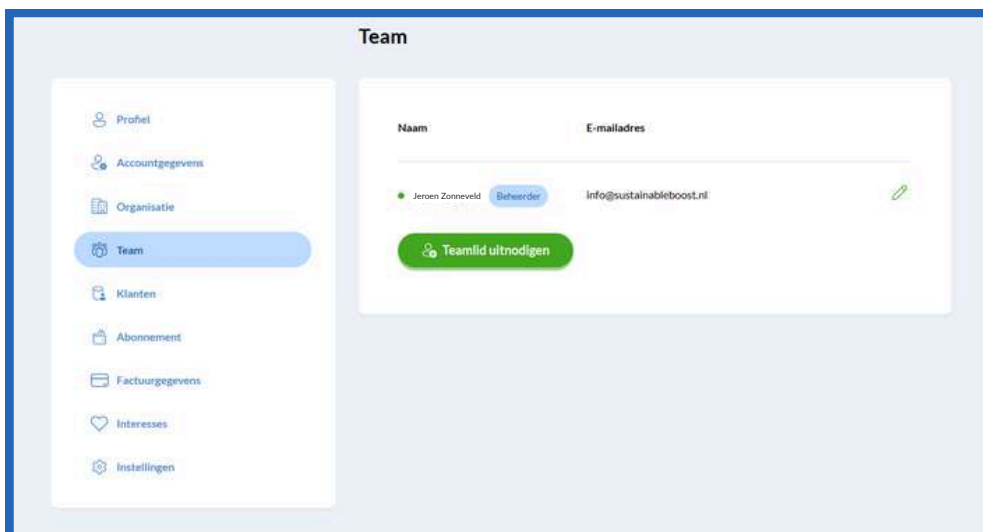 Team
Profiel
Accountgegevens
Organisatie
Team
Klanten
Abonnement
Factuurgegevens
Interesses
Instellingen
Naam E-mailadres
Jeroen Zonneveld Beheerder info@sustainableboost.nl
Teamlid uitnodigen